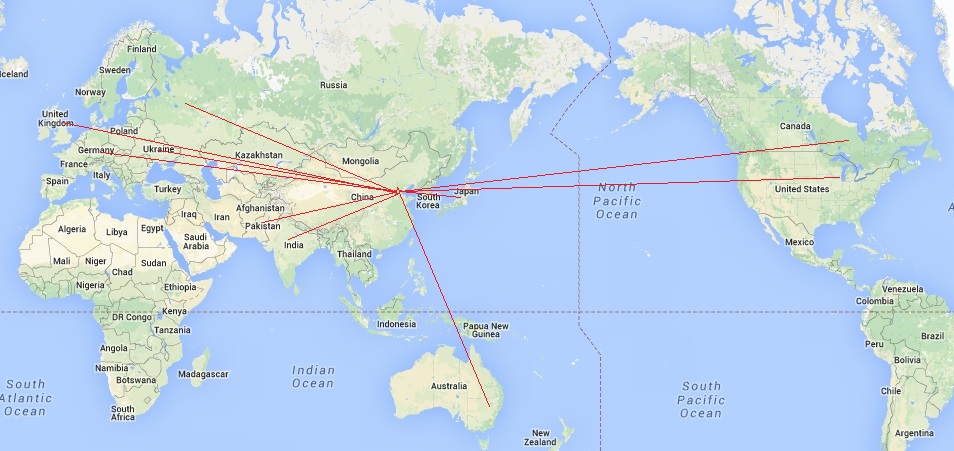 Iceland
Finland
Sweden
Norway
Russia
United
Kingdom
Poland
Germany
Ukraine
France
Italy
Spain
Turkey
Kazakhstan
Mongolia
China
South
Korea
Japan
Afghanistan
Pakistan
Iraq
Iran
Saudi
Arabia
India
Thailand
Algeria
Libya
Egypt
Mali
Niger
Chad
Sudan
Nigeria
Ethiopia
DR Congo
Kenya
Tanzania
Angola
Namibia
Botswana
Madagascar
South
Africa
Indonesia
Papua New
Guinea
Australia
New
Zealand
Indian
Ocean
South
Atlantic
Ocean
North
Pacific
Ocean
South
Pacific
Ocean
Canada
United States
Mexico
Venezuela
Colombia
Peru
Brazil
Bolivia
Chile
Argentina